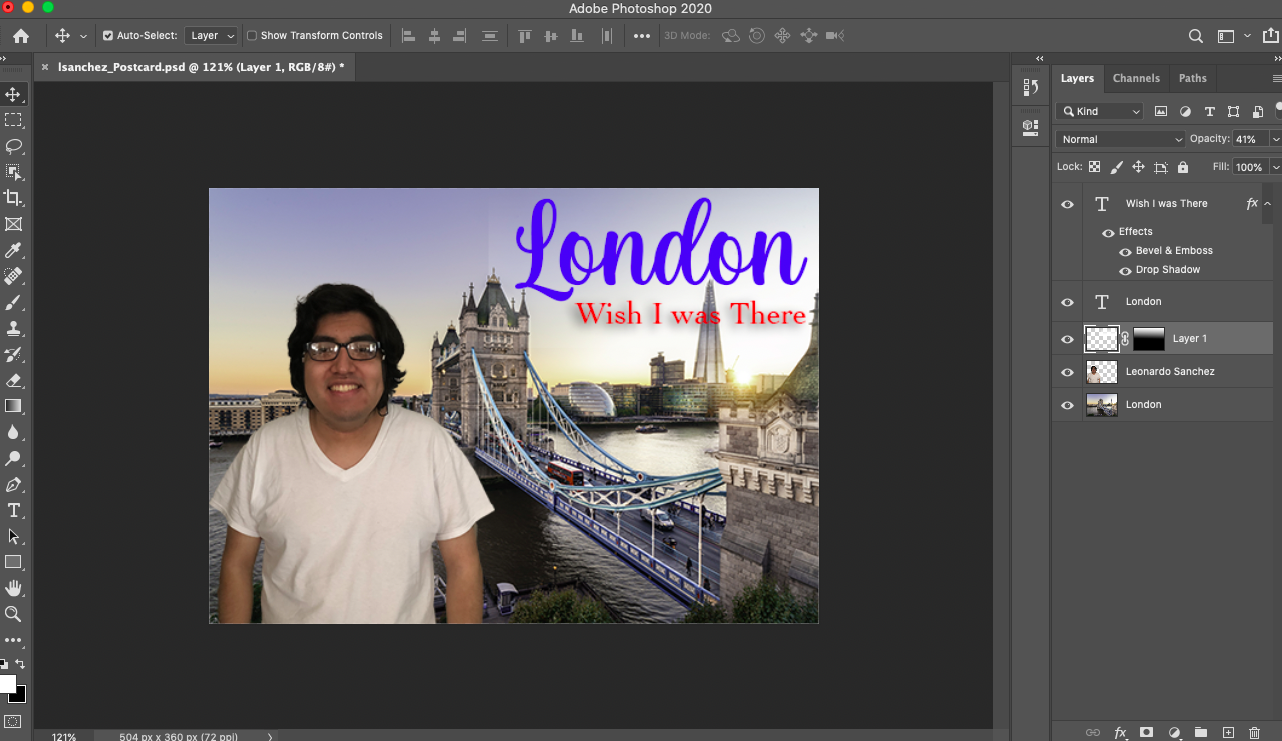 Adobe Photoshop 2020
Auto-Select: Layer Show Transform Controls 3D Mode:
lsanchez_Postcard.psd @ 121% (Layer 1, RGB/8#) *
Layers Channels Paths
Kind
Normal Opacity: 41%
Lock: Fill: 100%
Wish I was There fx
Effects
Bevel & Emboss
Drop Shadow
London
Layer 1
Leonardo Sanchez
London
London
Wish I was There
121% 504 px x 360 px (72 ppi)
fx